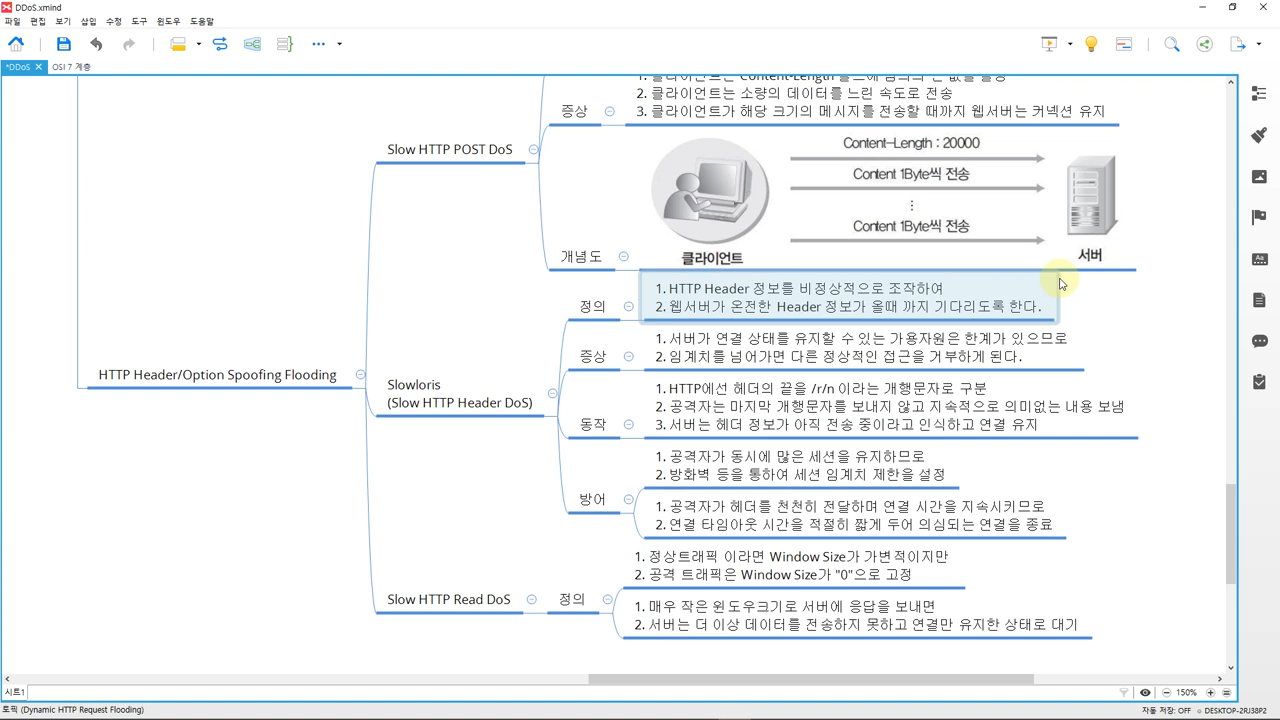 DDoS.xmind
파일 편집 보기 삽입 수정 도구 윈도우 도움말
*DDoS OSI 7 계층
2. 클라이언트는 소량의 데이터를 느린 속도로 전송
3. 클라이언트가 해당 크기의 메시지를 전송할 때까지 웹서버는 커넥션 유지
증상
Slow HTTP POST DoS
Content-Length : 20000
Content 1Byte씩 전송
⋮
Content 1Byte씩 전송
클라이언트
서버
개념도
HTTP Header/Option Spoofing Flooding
Slowloris
(Slow HTTP Header DoS)
정의
1. HTTP Header 정보를 비정상적으로 조작하여
2. 웹서버가 온전한 Header 정보가 올때 까지 기다리도록 한다.
증상
1. 서버가 연결 상태를 유지할 수 있는 가용자원은 한계가 있으므로
2. 임계치를 넘어가면 다른 정상적인 접근을 거부하게 된다.
동작
1. HTTP에선 헤더의 끝을 /r/n 이라는 개행문자로 구분
2. 공격자는 마지막 개행문자를 보내지 않고 지속적으로 의미없는 내용 보냄
3. 서버는 헤더 정보가 아직 전송 중이라고 인식하고 연결 유지
방어
1. 공격자가 동시에 많은 세션을 유지하므로
2. 방화벽 등을 통하여 세션 임계치 제한을 설정
1. 공격자가 헤더를 천천히 전달하며 연결 시간을 지속시키므로
2. 연결 타임아웃 시간을 적절히 짧게 두어 의심되는 연결을 종료
Slow HTTP Read DoS
정의
1. 정상트래픽 이라면 Window Size가 가변적이지만
2. 공격 트래픽은 Window Size가 "0"으로 고정
1. 매우 작은 윈도우크기로 서버에 응답을 보내면
2. 서버는 더 이상 데이터를 전송하지 못하고 연결만 유지한 상태로 대기
시트1
150%
토픽 (Dynamic HTTP Request Flooding)
자동 저장: OFF DESKTOP-2RJ38P2